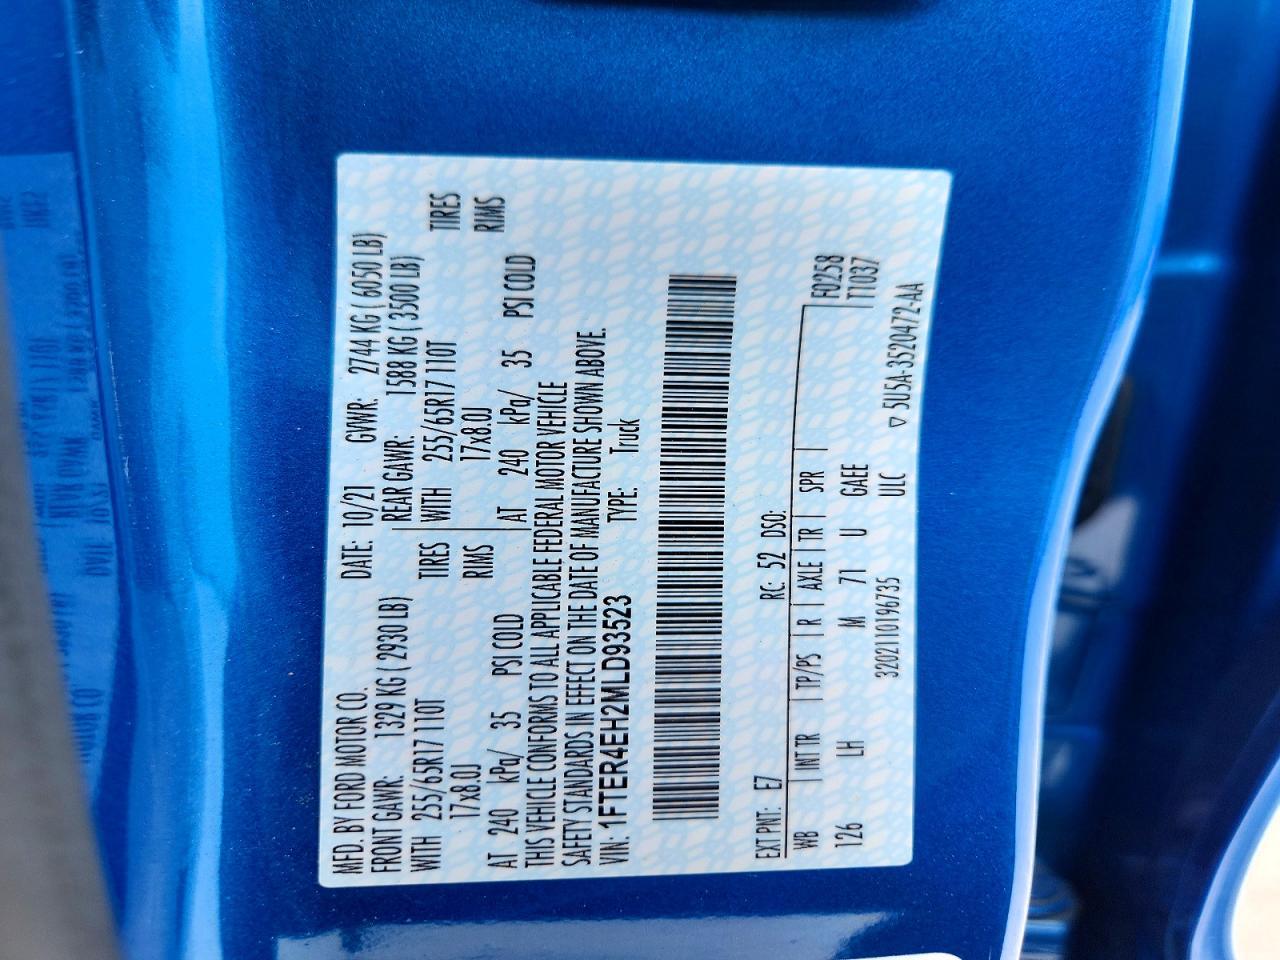 MFD. BY FORD MOTOR CO. DATE: 10/21 GVWR: 2744 KG ( 6050 LB)
FRONT GAWR: 1329 KG ( 2930 LB) REAR GAWR: 1588 KG ( 3500 LB)
WITH 255/65R17 110T TIRES WITH 255/65R17 110T TIRES
17x8.0J RIMS 17x8.0J RIMS
AT 240 kPa/ 35 PSI COLD AT 240 kPa/ 35 PSI COLD
THIS VEHICLE CONFORMS TO ALL APPLICABLE FEDERAL MOTOR VEHICLE
SAFETY STANDARDS IN EFFECT ON THE DATE OF MANUFACTURE SHOWN ABOVE.
VIN: 1FTER4EH2MLD93523 TYPE: Truck
EXT PNT: E7 RC: 52 DSO:
WB INT TR TP/PS R AXLE TR SPR F0258
126 LH M 71 U GAEE T1037
3202110196735 ULC
▽ 5U5A-3520472-AA